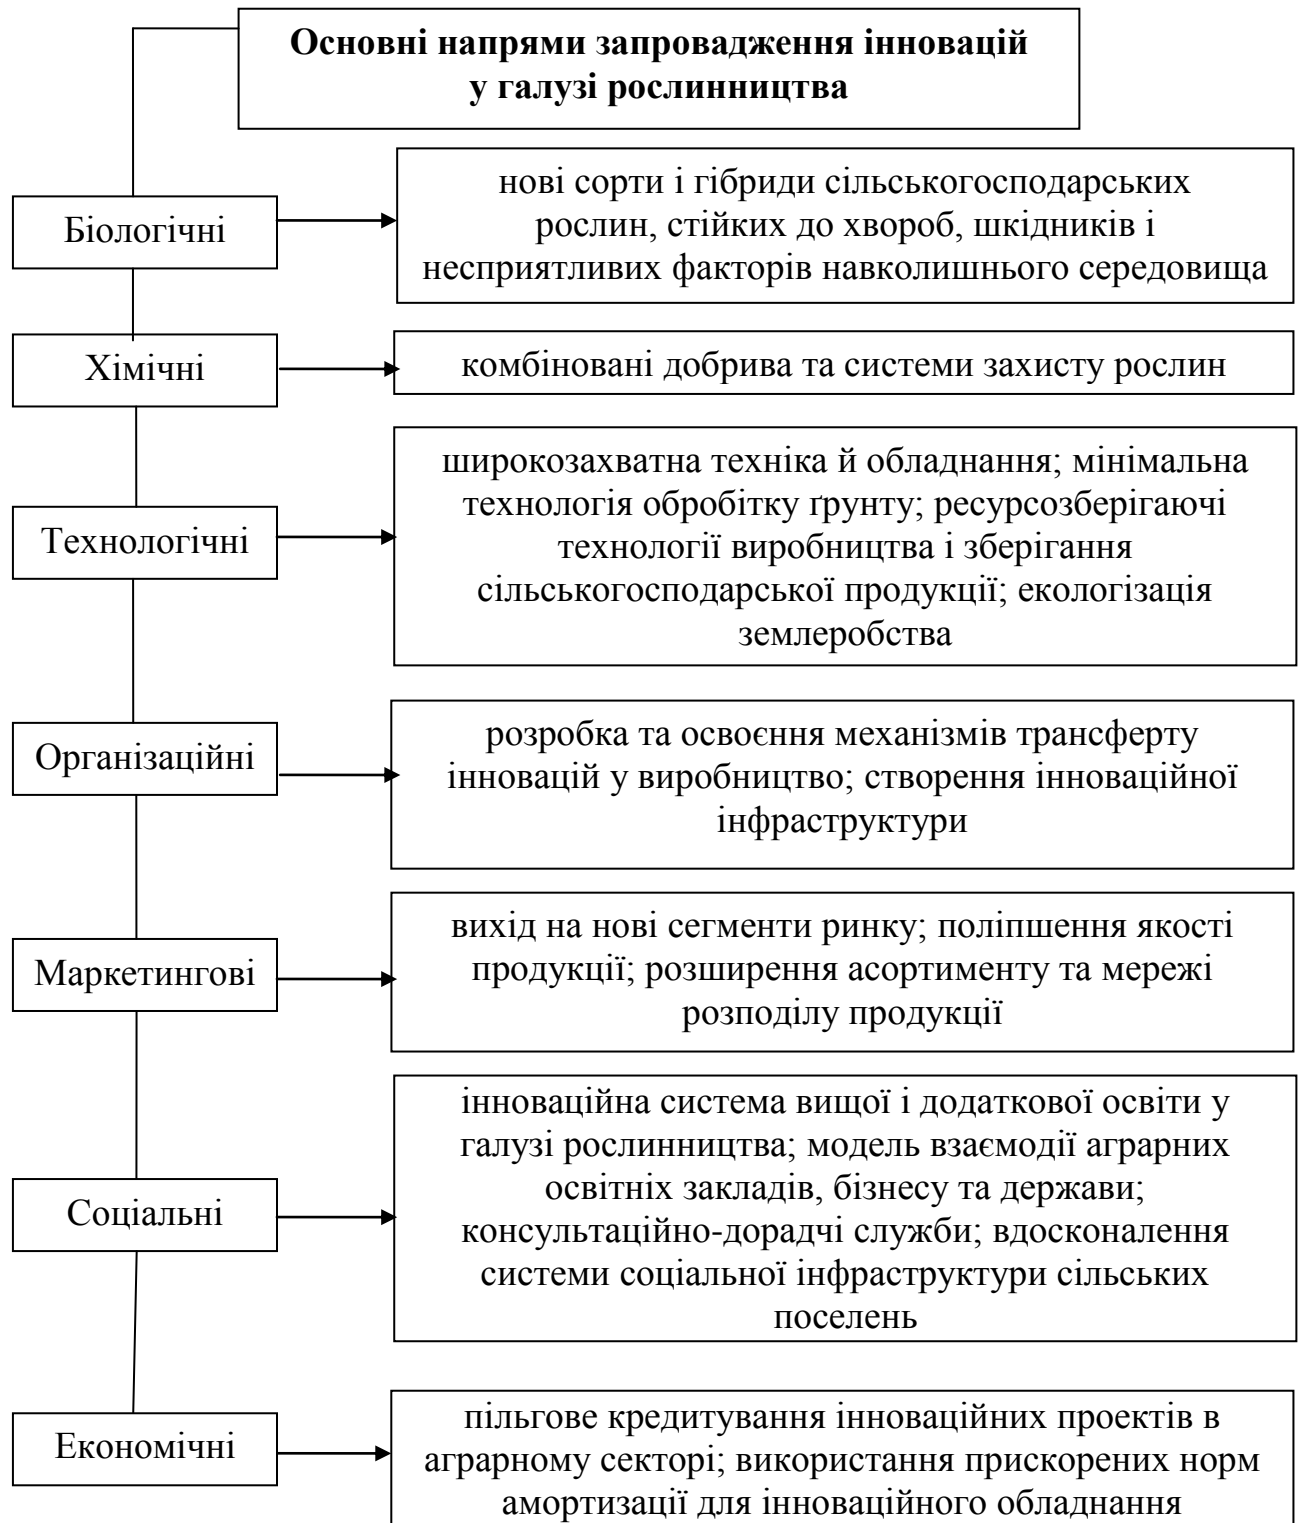 Основні напрями запровадження інновацій
у галузі рослинництва
Біологічні
нові сорти і гібриди сільськогосподарських
рослин, стійких до хвороб, шкідників і
несприятливих факторів навколишнього середовища
Хімічні
комбіновані добрива та системи захисту рослин
Технологічні
широкозахватна техніка й обладнання; мінімальна
технологія обробітку ґрунту; ресурсозберігаючі
технології виробництва і зберігання
сільськогосподарської продукції; екологізація
землеробства
Організаційні
розробка та освоєння механізмів трансферту
інновацій у виробництво; створення інноваційної
інфраструктури
Маркетингові
вихід на нові сегменти ринку; поліпшення якості
продукції; розширення асортименту та мережі
розподілу продукції
Соціальні
інноваційна система вищої і додаткової освіти у
галузі рослинництва; модель взаємодії аграрних
освітніх закладів, бізнесу та держави;
консультаційно-дорадчі служби; вдосконалення
системи соціальної інфраструктури сільських
поселень
Економічні
пільгове кредитування інноваційних проектів в
аграрному секторі; використання прискорених норм
амортизації для інноваційного обладнання